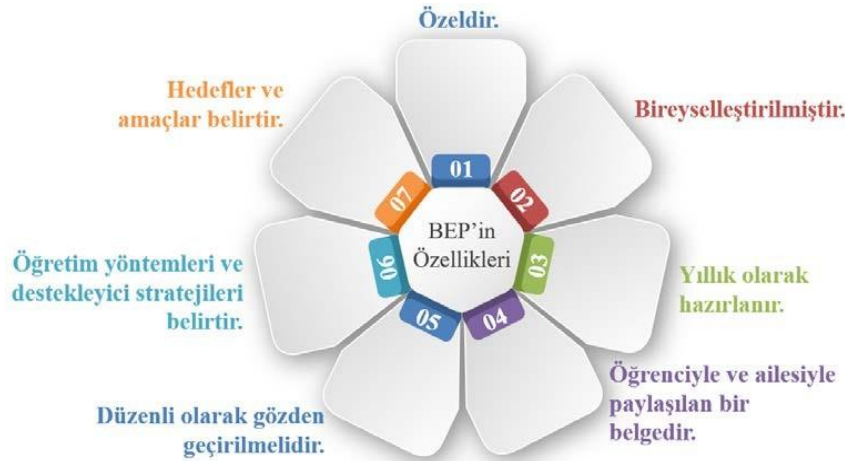 Özeldir.
01
Bireyselleştirilmiştir.
02
Yıllık olarak
hazırlanır.
03
Öğrenciyle ve ailesiyle
paylaşılan bir
belgedir.
04
Düzenli olarak gözden
geçirilmelidir.
05
Öğretim yöntemleri ve
destekleyici stratejileri
belirtir.
06
Hedefler ve
amaçlar belirtir.
07
BEP’in
Özellikleri